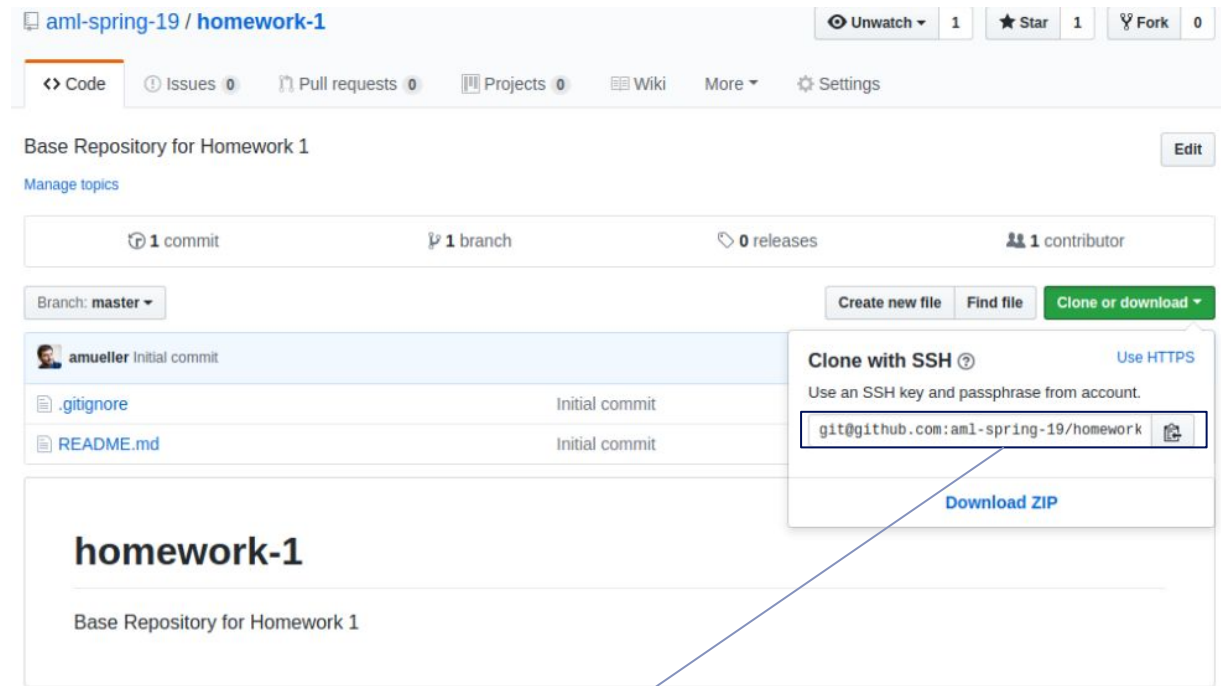 aml-spring-19 / homework-1
Unwatch 1 Star 1 Fork 0
Code Issues 0 Pull requests 0 Projects 0 Wiki More Settings
Base Repository for Homework 1
Edit
Manage topics
1 commit 1 branch 0 releases 1 contributor
Branch: master Create new file Find file Clone or download
amueller Initial commit
.gitignore Initial commit
README.md Initial commit
Clone with SSH ? Use HTTPS
Use an SSH key and passphrase from account.
git@github.com:aml-spring-19/homework
Download ZIP
homework-1
Base Repository for Homework 1